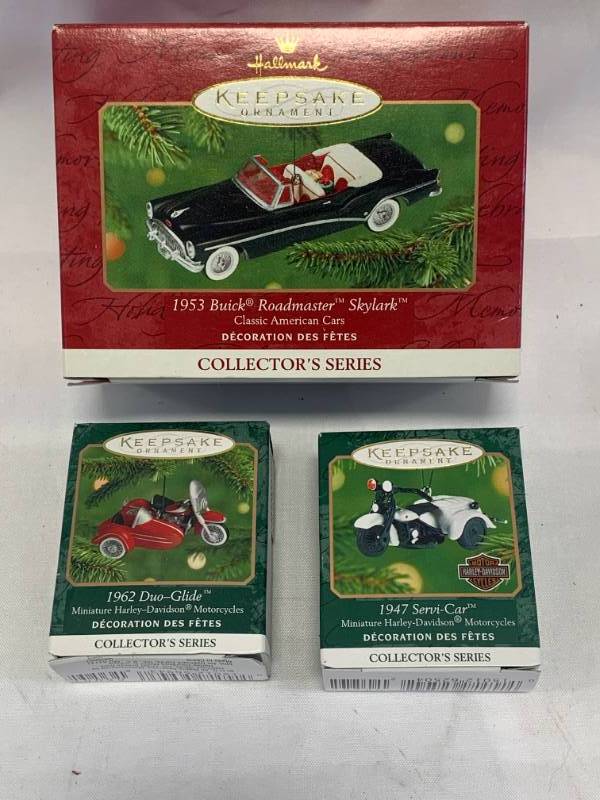 Hallmark
KEEPSAKE
ORNAMENT
1953 Buick® Roadmaster™ Skylark™
Classic American Cars
DÉCORATION DES FÊTES
COLLECTOR'S SERIES
KEEPSAKE
ORNAMENT
1962 Duo–Glide™
Miniature Harley–Davidson® Motorcycles
DÉCORATION DES FÊTES
COLLECTOR'S SERIES
KEEPSAKE
ORNAMENT
MOTOR
HARLEY-DAVIDSON
CYCLES
1947 Servi-Car™
Miniature Harley-Davidson® Motorcycles
DÉCORATION DES FÊTES
COLLECTOR'S SERIES